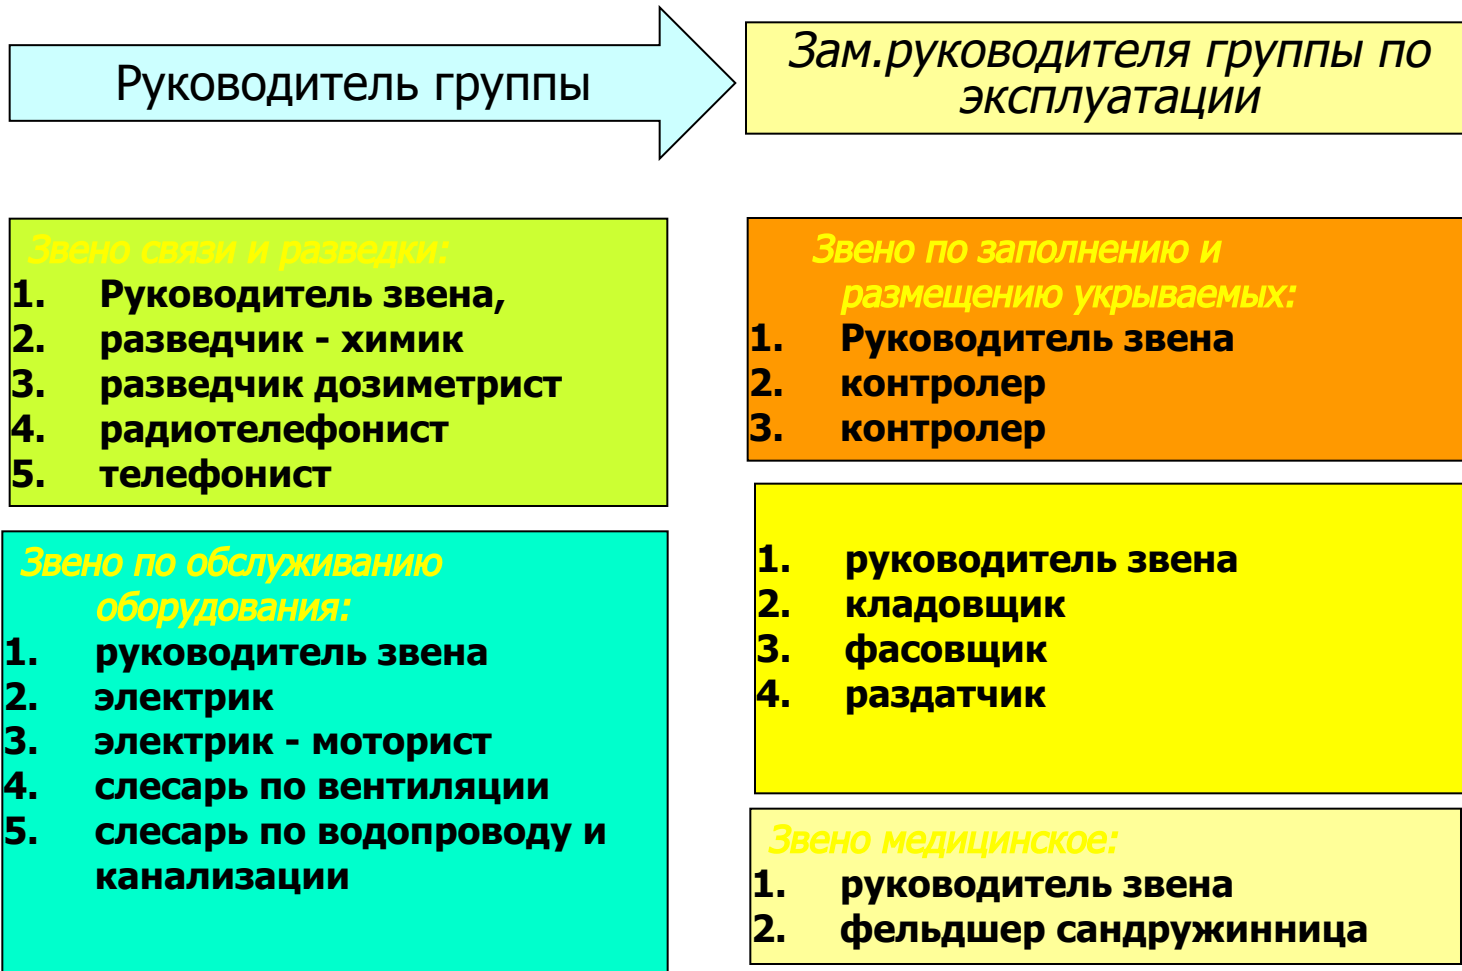 Руководитель группы
Зам.руководителя группы по
эксплуатации
Звено связи и разведки:
1. Руководитель звена,
2. разведчик - химик
3. разведчик дозиметрист
4. радиотелефонист
5. телефонист
Звено по обслуживанию
оборудования:
1. руководитель звена
2. электрик
3. электрик - моторист
4. слесарь по вентиляции
5. слесарь по водопроводу и
канализации
Звено по заполнению и
размещению укрываемых:
1. Руководитель звена
2. контролер
3. контролер
1. руководитель звена
2. кладовщик
3. фасовщик
4. раздатчик
Звено медицинское:
1. руководитель звена
2. фельдшер сандружинница